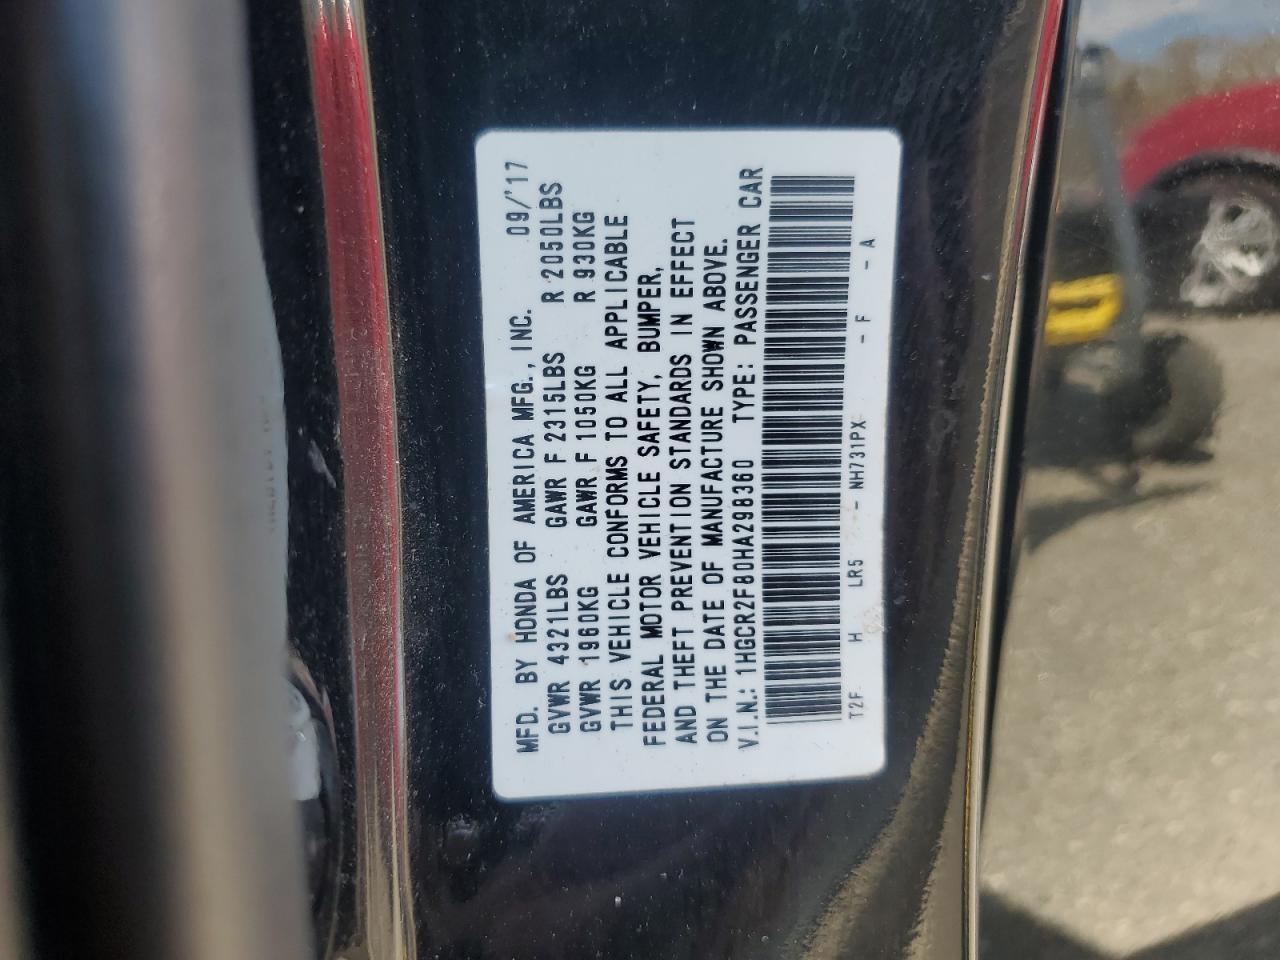 MFD. BY HONDA OF AMERICA MFG., INC. 09/'17
GVWR 4321LBS GAWR F 2315LBS R 2050LBS
GVWR 1960KG GAWR F 1050KG R 930KG
THIS VEHICLE CONFORMS TO ALL APPLICABLE
FEDERAL MOTOR VEHICLE SAFETY, BUMPER,
AND THEFT PREVENTION STANDARDS IN EFFECT
ON THE DATE OF MANUFACTURE SHOWN ABOVE.
V.I.N.: 1HGCR2F80HA298360 TYPE: PASSENGER CAR
T2F H LR5 - NH731PX - F - A